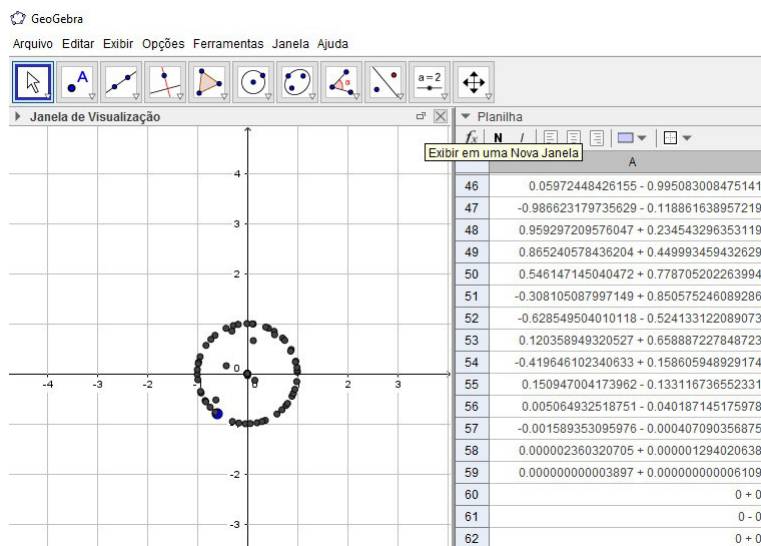 GeoGebra
Arquivo Editar Exibir Opções Ferramentas Janela Ajuda
A
α
a=2
Janela de Visualização
Planilha
fx N I
Exibir em uma Nova Janela
A
4
3
2
1
0
-4 -3 -2 -1 0 1 2 3
-2
-3
46 0.05972448426155 - 0.995083008475141
47 -0.986623179735629 - 0.118861638957219
48 0.959297209576047 + 0.234543296353119
49 0.865240578436204 + 0.449993459432629
50 0.546147145040472 + 0.778705202263994
51 -0.308105087997149 + 0.850575246089286
52 -0.628549504010118 - 0.524133122089073
53 0.120358949320527 + 0.658887227848723
54 -0.419646102340633 + 0.158605948929174
55 0.150947004173962 - 0.133116736552331
56 0.005064932518751 - 0.040187145175978
57 -0.001589353095976 - 0.000407090356875
58 0.000002360320705 + 0.000001294020638
59 0.000000000003897 + 0.000000000006109
60 0 + 0
61 0 - 0
62 0 + 0